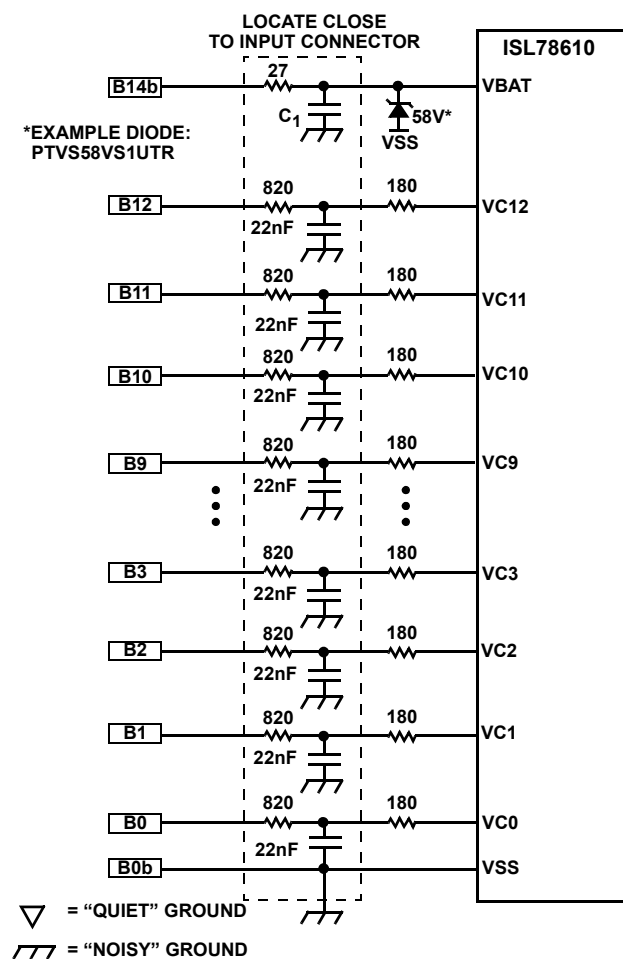 LOCATE CLOSE
TO INPUT CONNECTOR
ISL78610
B14b
27
C1
58V*
VSS
VBAT
*EXAMPLE DIODE:
PTVS58VS1UTR
B12
820
22nF
180
VC12
B11
820
22nF
180
VC11
B10
820
22nF
180
VC10
B9
820
22nF
180
VC9
B3
820
22nF
180
VC3
B2
820
22nF
180
VC2
B1
820
22nF
180
VC1
B0
820
22nF
180
VC0
B0b
VSS
= “QUIET” GROUND
= “NOISY” GROUND